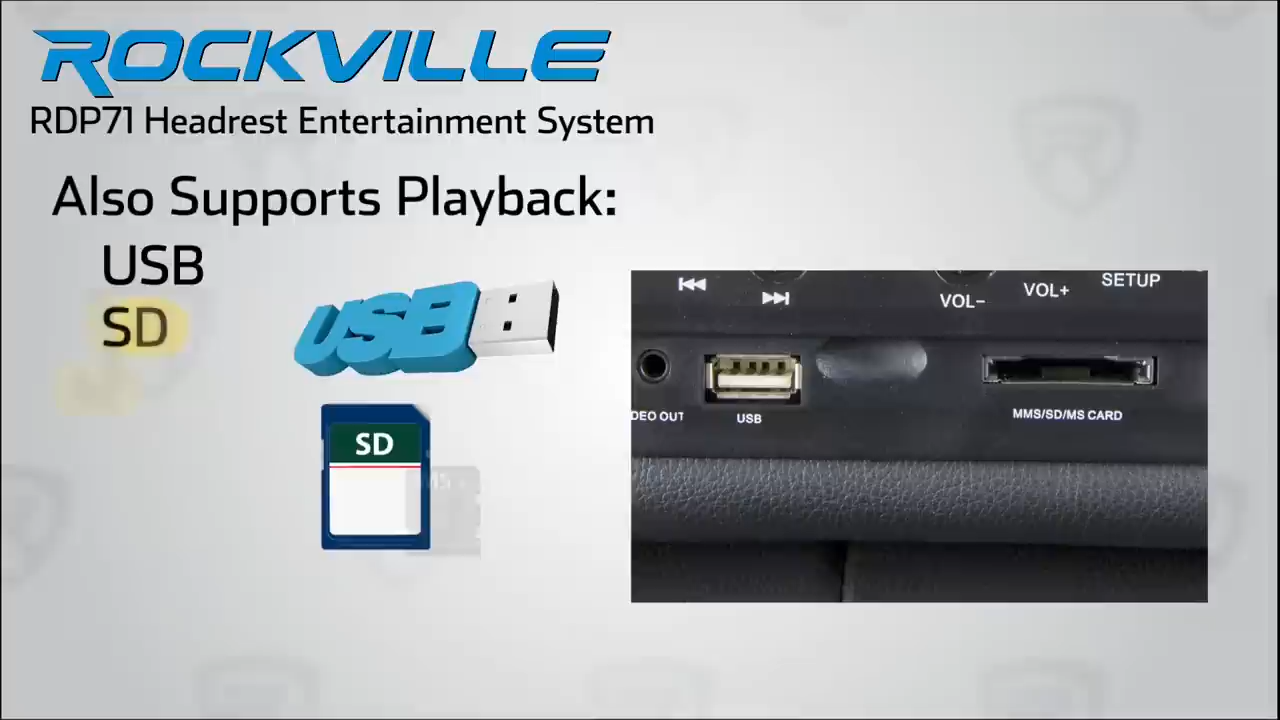 ROCKVILLE
RDP71 Headrest Entertainment System
Also Supports Playback:
USB
SD
USB
SD
VOL-
VOL+
SETUP
DEO OUT
USB
MMS/SD/MS CARD